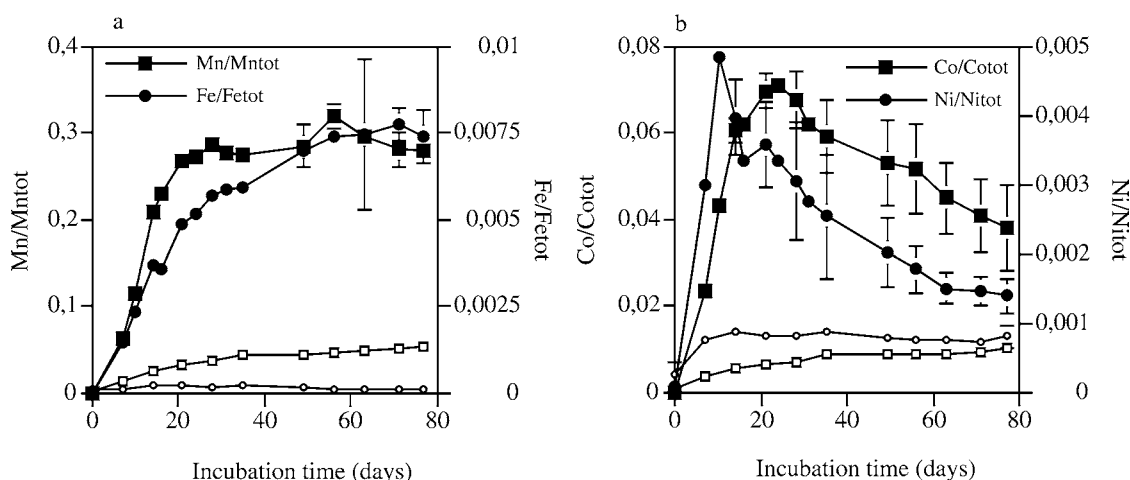 a
0,4
0,3
0,2
0,1
0
Mn/Mntot
Mn/Mntot
Fe/Fetot
0,01
0,0075
0,005
0,0025
0
Fe/Fetot
0 20 40 60 80
Incubation time (days)
b
0,08
0,06
0,04
0,02
0
Co/Cotot
Co/Cotot
Ni/Nitot
0,005
0,004
0,003
0,002
0,001
0
Ni/Nitot
0 20 40 60 80
Incubation time (days)